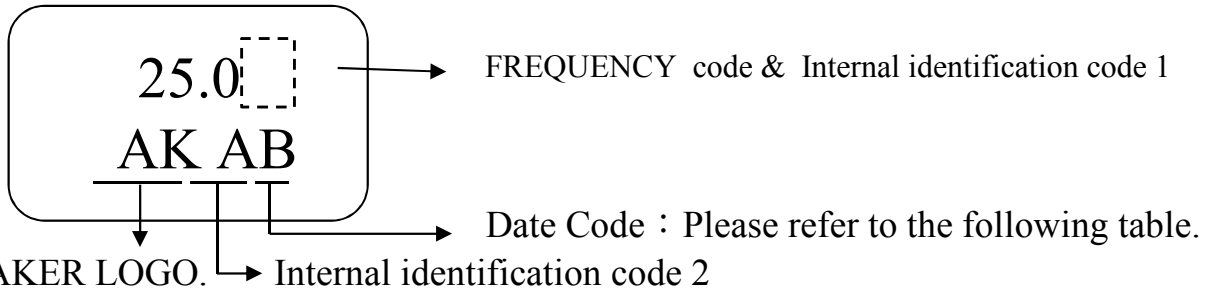 25.0
FREQUENCY code & Internal identification code 1
AK AB
Date Code：Please refer to the following table.
AKER LOGO.
Internal identification code 2